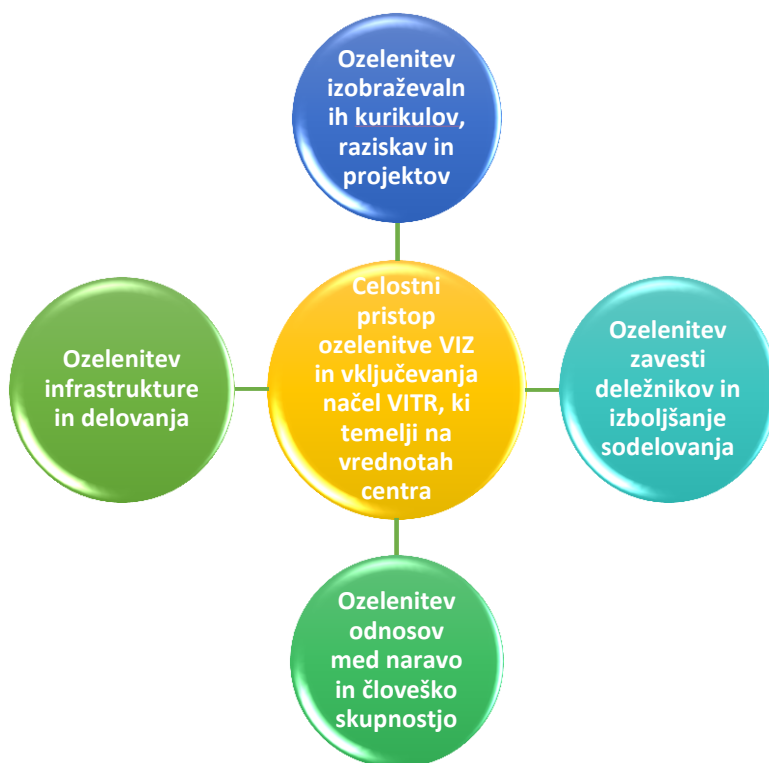 Ozelenitev
izobraževaln
ih kurikulov,
raziskav in
projektov
Celostni
pristop
ozelenitve VIZ
in vključevanja
načel VITR, ki
temelji na
vrednotah
centra
Ozelenitev
infrastrukture
in delovanja
Ozelenitev
zavesti
deležnikov in
izboljšanje
sodelovanja
Ozelenitev
odnosov
med naravo
in človeško
skupnostjo